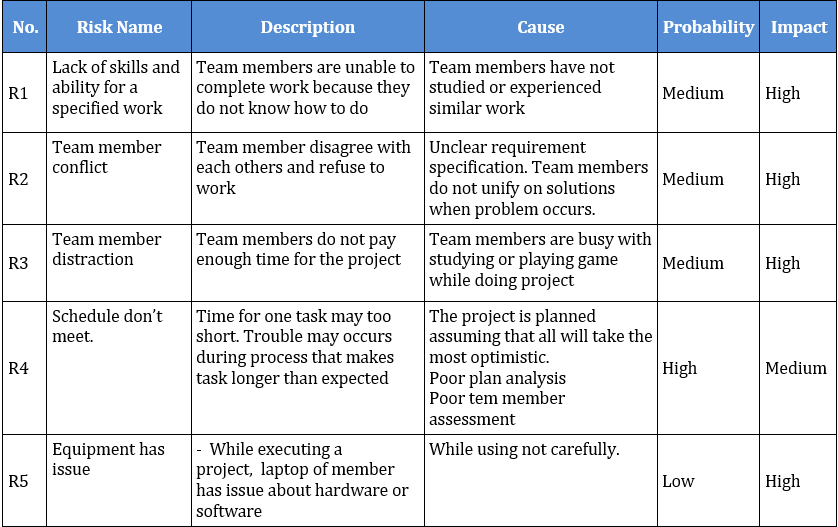 No.
Risk Name
Description
Cause
Probability
Impact
R1
Lack of skills and
ability for a
specified work
Team members are unable to
complete work because they
do not know how to do
Team members have not
studied or experienced
similar work
Medium
High
R2
Team member
conflict
Team member disagree with
each others and refuse to
work
Unclear requirement
specification. Team members
do not unify on solutions
when problem occurs.
Medium
High
R3
Team member
distraction
Team members do not pay
enough time for the project
Team members are busy with
studying or playing game
while doing project
Medium
High
R4
Schedule don’t
meet.
Time for one task may too
short. Trouble may occurs
during process that makes
task longer than expected
The project is planned
assuming that all will take the
most optimistic.
Poor plan analysis
Poor tem member
assessment
High
Medium
R5
Equipment has
issue
- While executing a
project, laptop of member
has issue about hardware or
software
While using not carefully.
Low
High